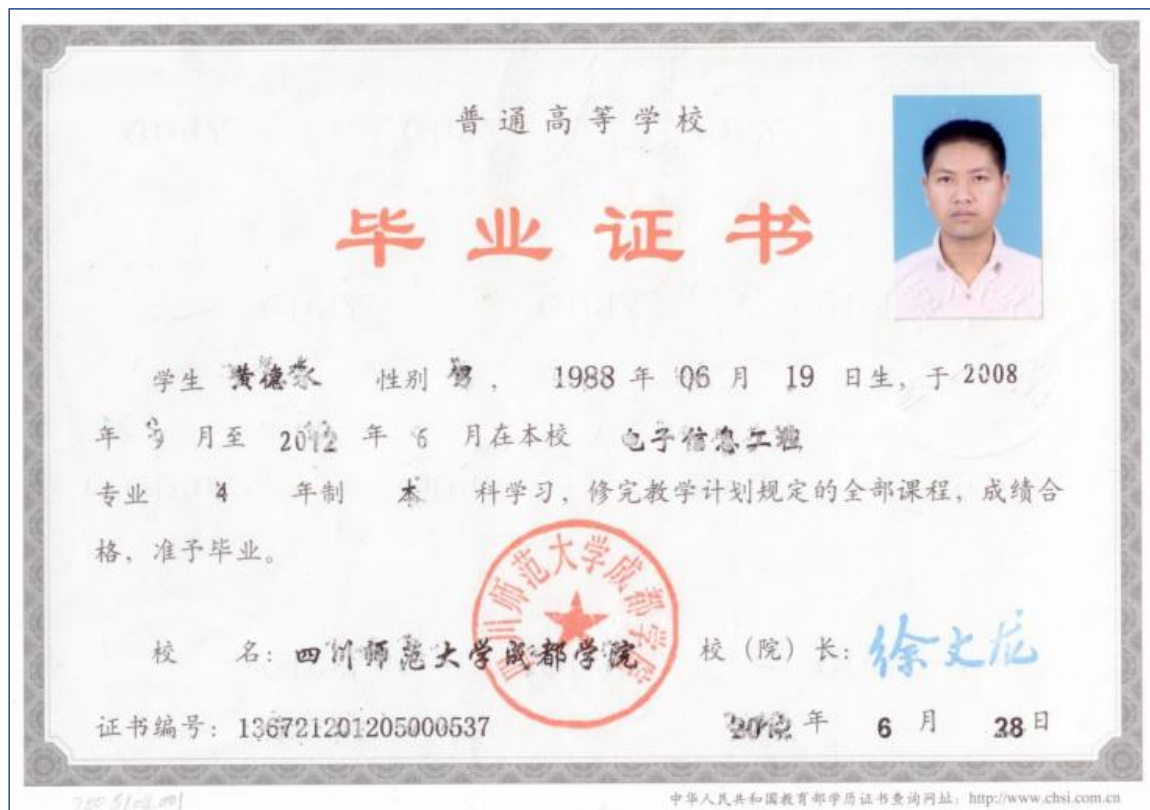 普通高等学校
毕业证书
学生 黄德永 性别 男， 1988 年 06 月 19 日生，于 2008
年 9 月至 2012 年 6 月在本校 电子信息工程
专业 4 年制 本 科学习，修完教学计划规定的全部课程，成绩合
格，准予毕业。
四川师范大学成都学院
校 名：四川师范大学成都学院 校（院）长：徐文龙
证书编号：136721201205000537 2012 年 6 月 28 日
中华人民共和国教育部学历证书查询网址：http://www.chsi.com.cn